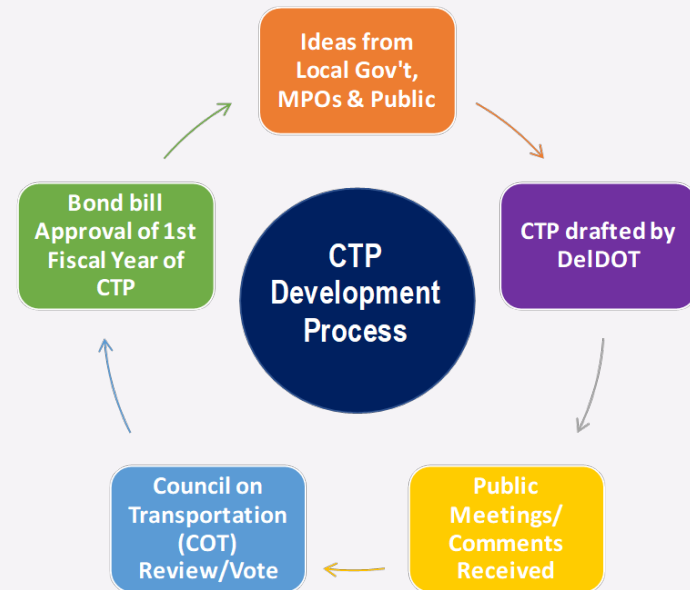 Ideas from
Local Gov't,
MPOs & Public
CTP drafted by
DelDOT
Public
Meetings/
Comments
Received
Council on
Transportation
(COT)
Review/Vote
Bond bill
Approval of 1st
Fiscal Year of
CTP
CTP
Development
Process